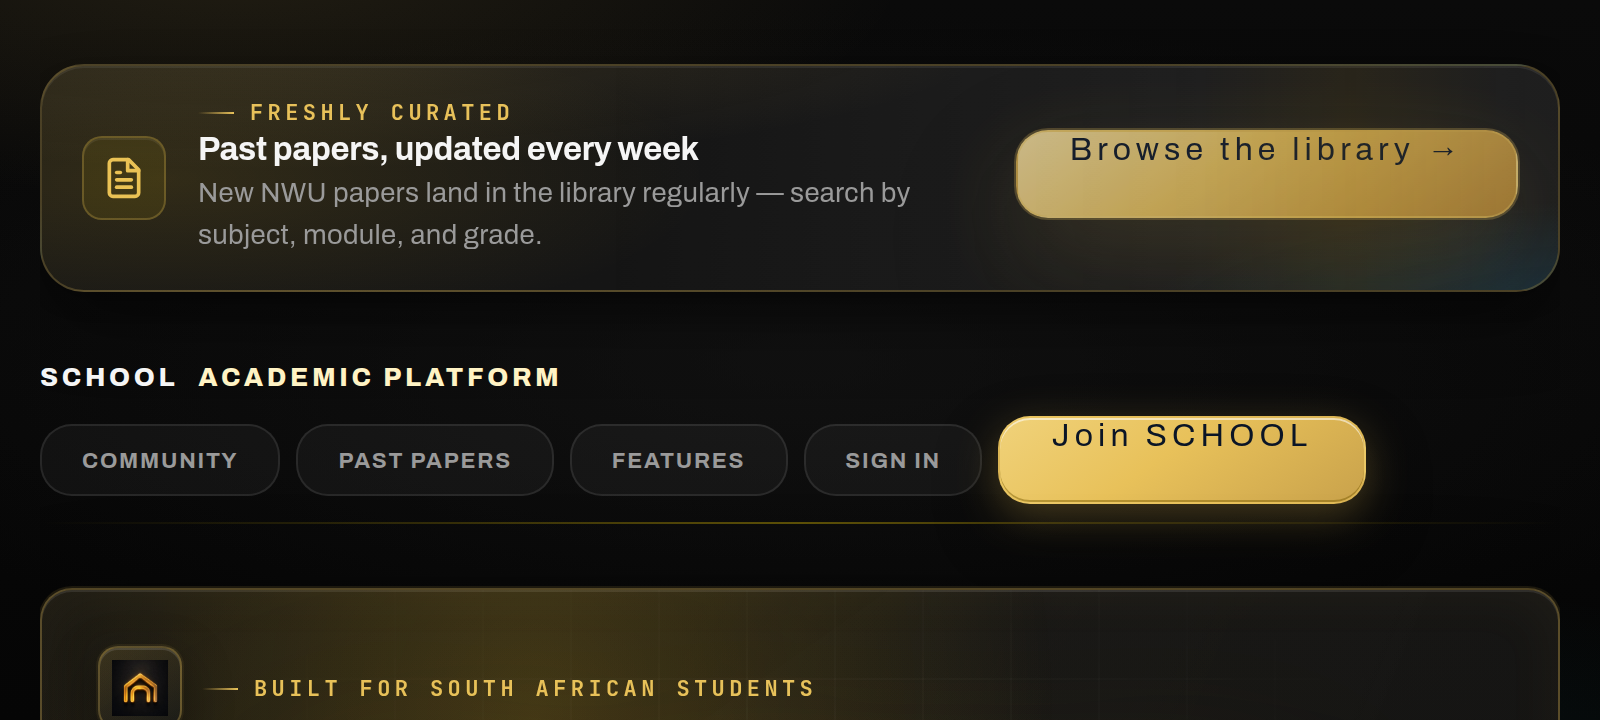 FRESHLY CURATED
Past papers, updated every week
New NWU papers land in the library regularly — search by
subject, module, and grade.
Browse the library →
SCHOOL ACADEMIC PLATFORM
COMMUNITY
PAST PAPERS
FEATURES
SIGN IN
Join SCHOOL
BUILT FOR SOUTH AFRICAN STUDENTS